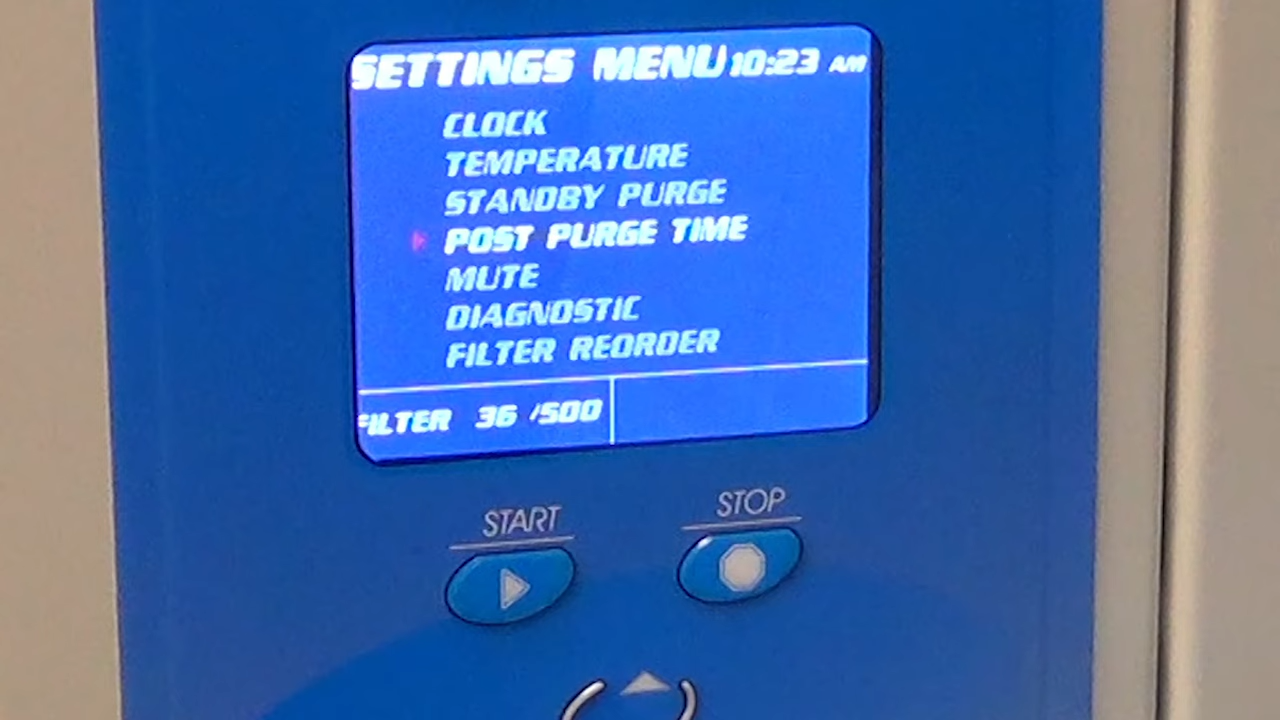 SETTINGS MENU 10:23 AM
CLOCK
TEMPERATURE
STANDBY PURGE
POST PURGE TIME
MUTE
DIAGNOSTIC
FILTER REORDER
FILTER 36 /500
START
STOP